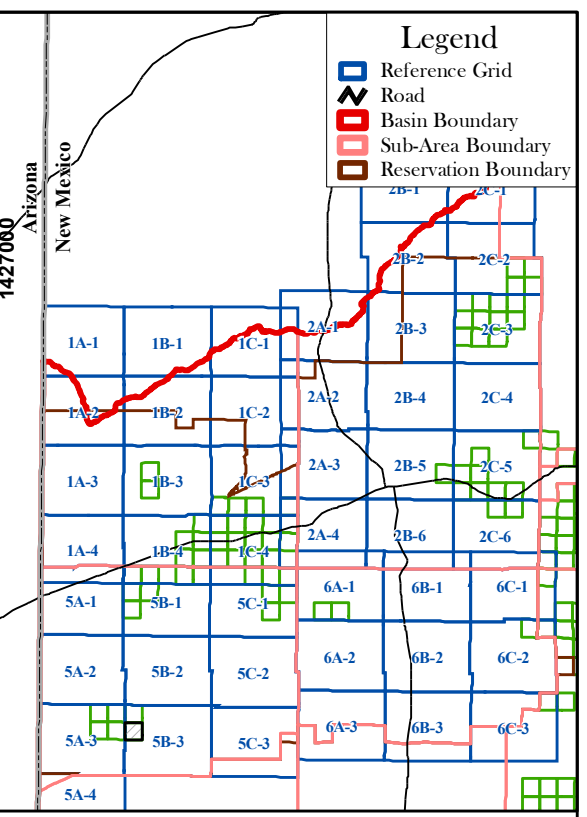 Legend
Reference Grid
Road
Basin Boundary
Sub-Area Boundary
Reservation Boundary
Arizona
New Mexico
1427000
2B-1 2C-1
2B-2 2C-2
1A-1 1B-1 1C-1 2A-1 2B-3 2C-3
1A-2 1B-2 1C-2 2A-2 2B-4 2C-4
1A-3 1B-3 1C-3 2A-3 2B-5 2C-5
1A-4 1B-4 1C-4 2A-4 2B-6 2C-6
5A-1 5B-1 5C-1 6A-1 6B-1 6C-1
5A-2 5B-2 5C-2 6A-2 6B-2 6C-2
5A-3 5B-3 5C-3 6A-3 6B-3 6C-3
5A-4